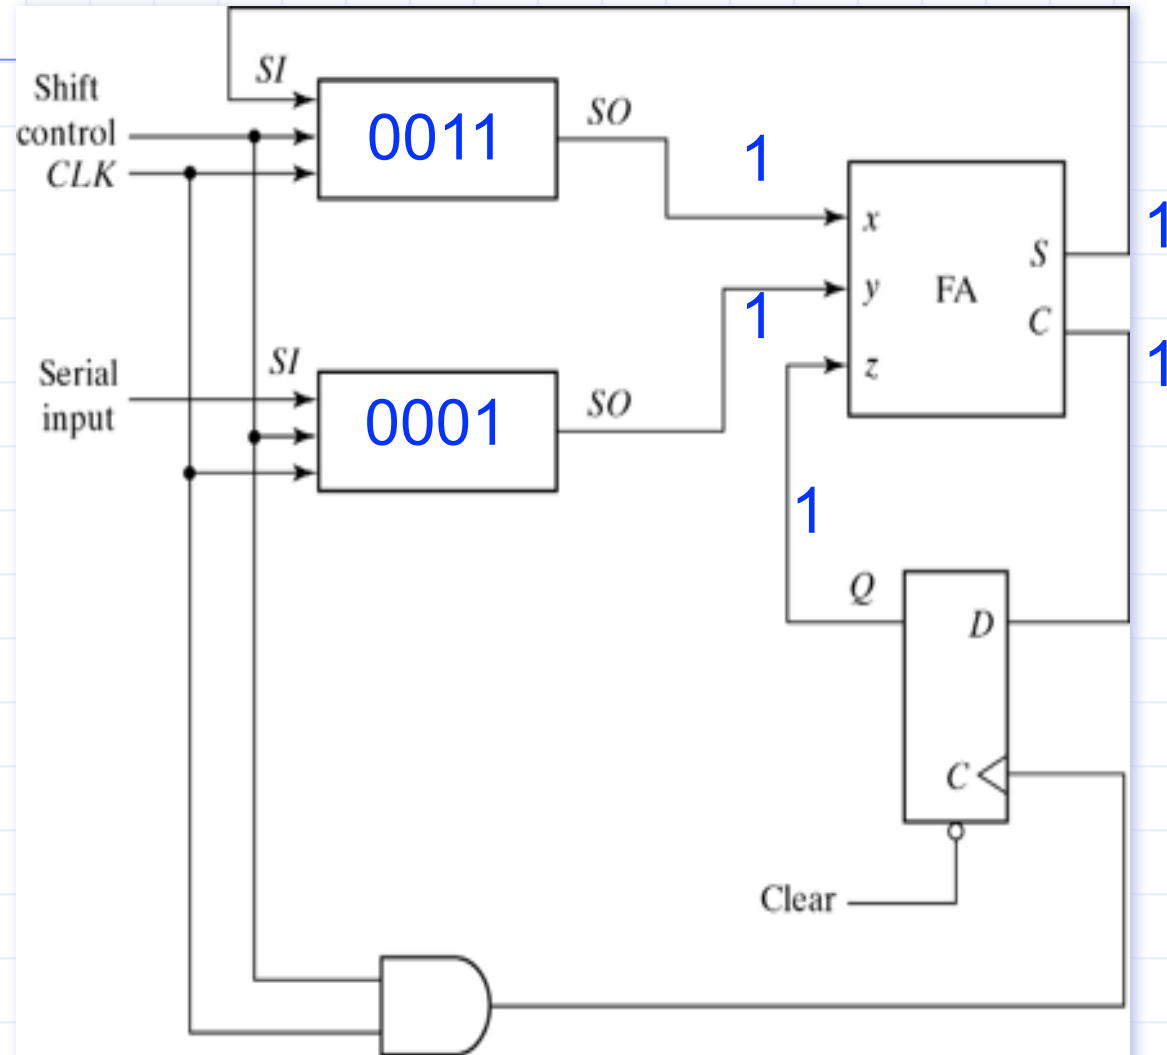 SI
Shift
control
CLK
0011
SO
1
x
S
1
y
FA
1
C
1
z
Serial
input
SI
0001
SO
1
Q
D
C
Clear